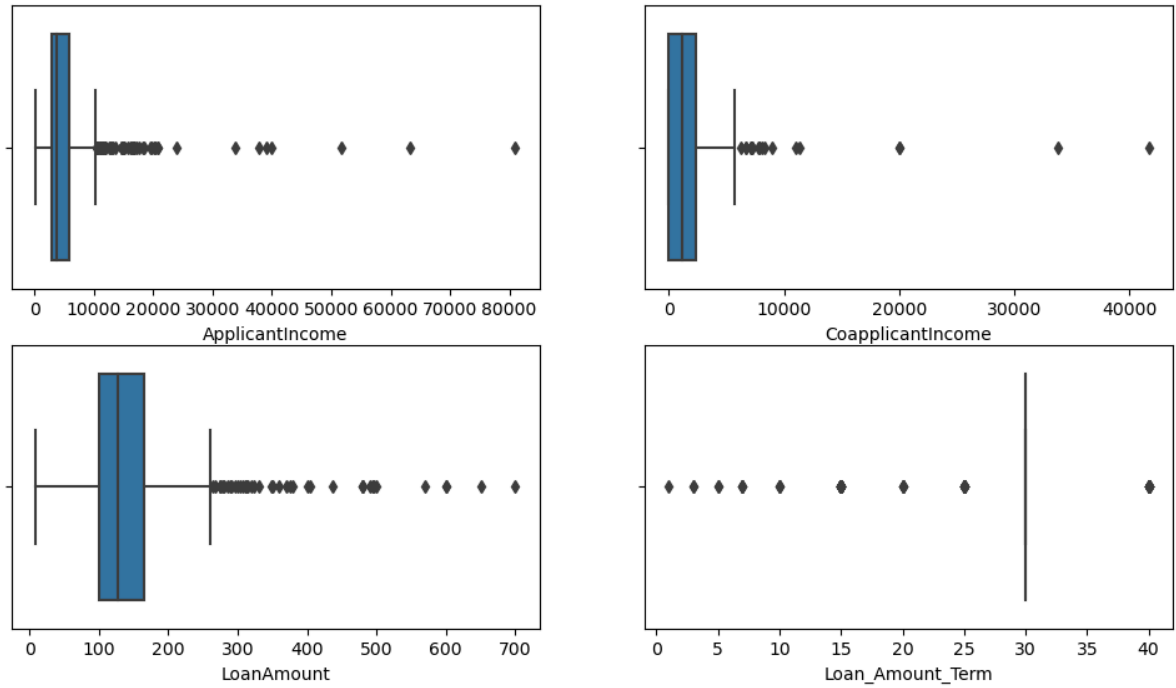 0 10000 20000 30000 40000 50000 60000 70000 80000
ApplicantIncome
0 10000 20000 30000 40000
CoapplicantIncome
0 100 200 300 400 500 600 700
LoanAmount
0 5 10 15 20 25 30 35 40
Loan_Amount_Term